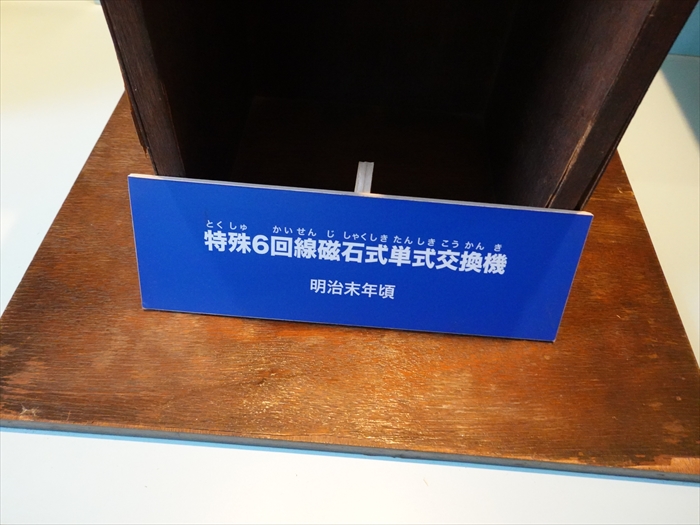 とくしゅ かいせん じ しゃくしき たんしき こう かん き
特殊6回線磁石式単式交換機
明治末年頃